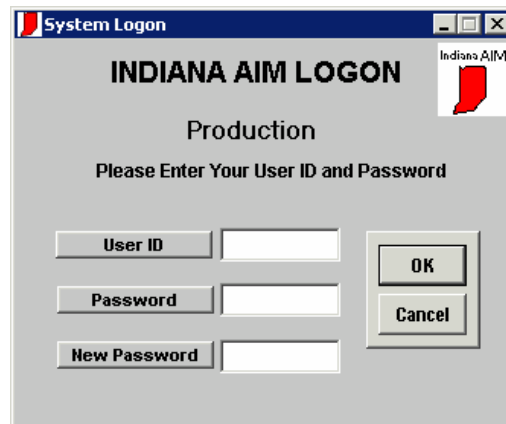 System Logon
INDIANA AIM LOGON
Indiana AIM
Production
Please Enter Your User ID and Password
User ID
OK
Password
Cancel
New Password